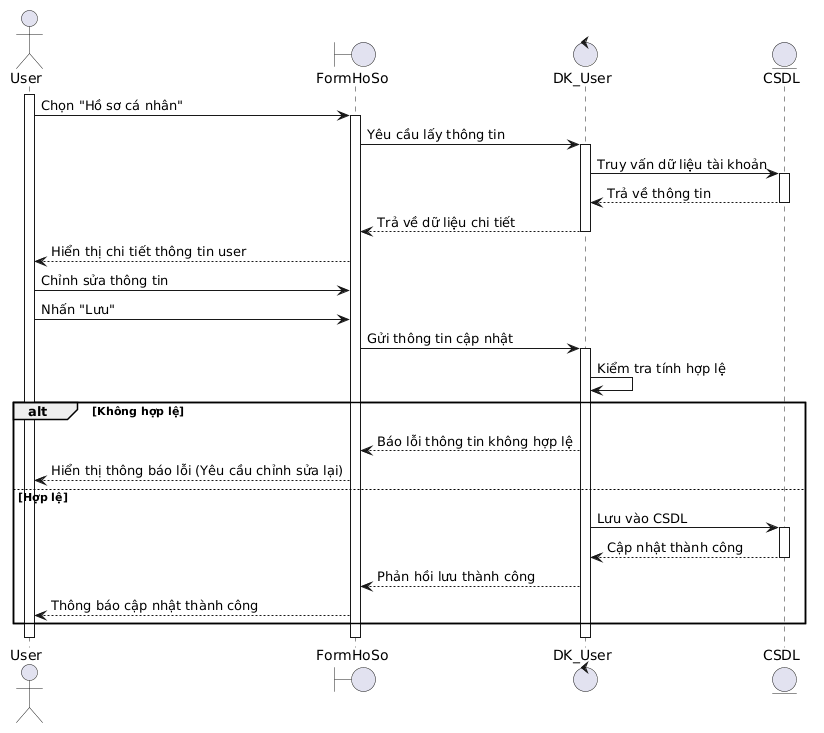 User
FormHoSo
DK_User
CSDL
Chọn "Hồ sơ cá nhân"
Yêu cầu lấy thông tin
Truy vấn dữ liệu tài khoản
Trả về thông tin
Trả về dữ liệu chi tiết
Hiển thị chi tiết thông tin user
Chỉnh sửa thông tin
Nhấn "Lưu"
Gửi thông tin cập nhật
Kiểm tra tính hợp lệ
alt [Không hợp lệ]
Báo lỗi thông tin không hợp lệ
Hiển thị thông báo lỗi (Yêu cầu chỉnh sửa lại)
[Hợp lệ]
Lưu vào CSDL
Cập nhật thành công
Phản hồi lưu thành công
Thông báo cập nhật thành công
User
FormHoSo
DK_User
CSDL